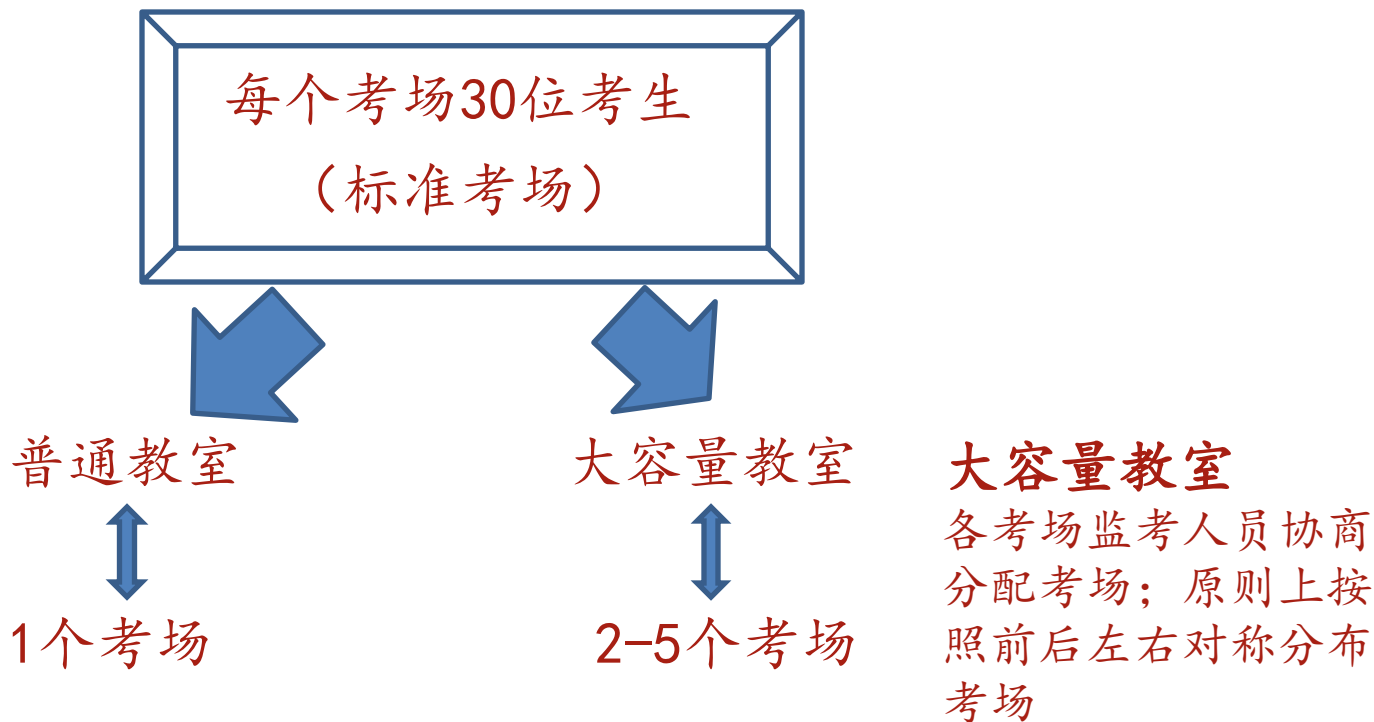 每个考场30位考生
（标准考场）
普通教室
大容量教室
1个考场
2-5个考场
大容量教室
各考场监考人员协商
分配考场；原则上按
照前后左右对称分布
考场